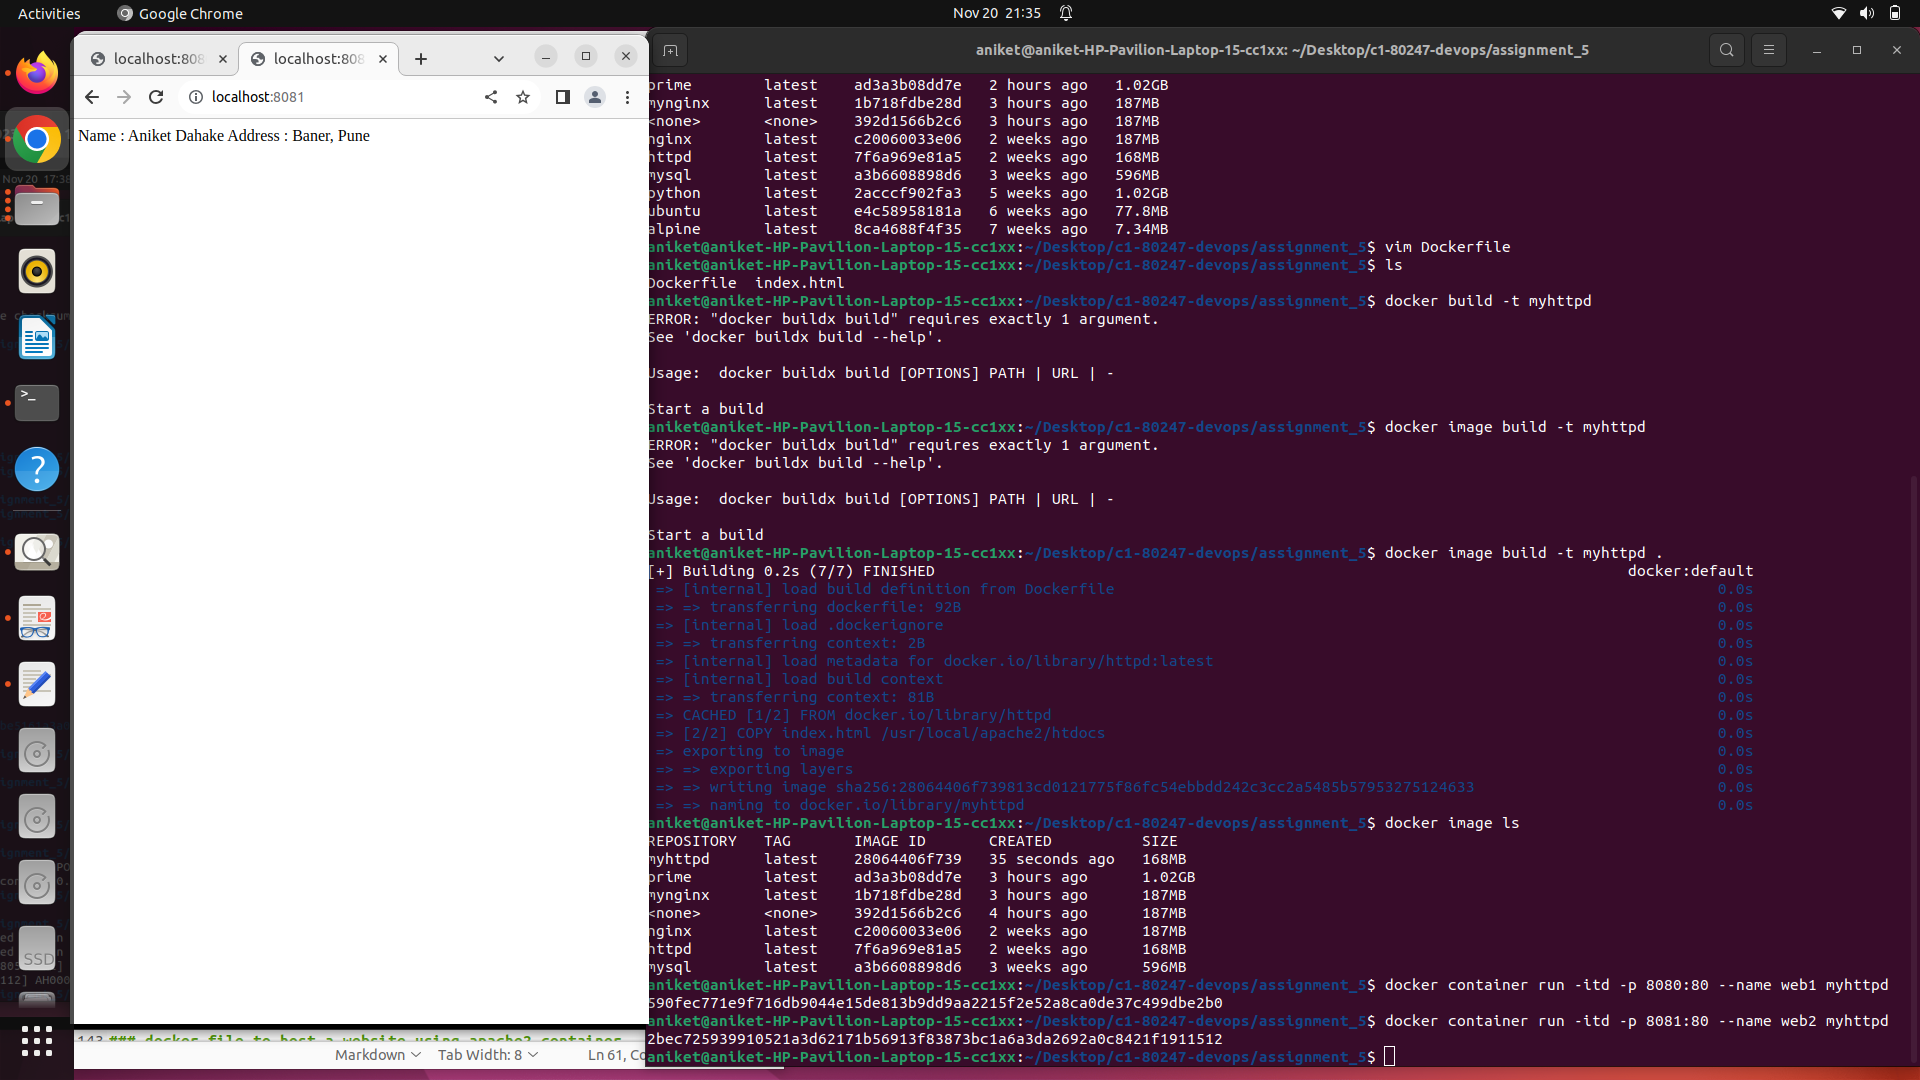 Activities
Google Chrome
Nov 20 21:35
localhost:808
localhost:808
localhost:8081
Name : Aniket Dahake Address : Baner, Pune
Nov 20 17:38
SSD
143 ### docker file to host a website using apache2 container
Markdown
Tab Width: 8
Ln 61, Co
aniket@aniket-HP-Pavilion-Laptop-15-cc1xx: ~/Desktop/c1-80247-devops/assignment_5
prime latest ad3a3b08dd7e 2 hours ago 1.02GB
mynginx latest 1b718fdbe28d 3 hours ago 187MB
<none> <none> 392d1566b2c6 3 hours ago 187MB
nginx latest c20060033e06 2 weeks ago 187MB
httpd latest 7f6a969e81a5 2 weeks ago 168MB
mysql latest a3b6608898d6 3 weeks ago 596MB
python latest 2acccf902fa3 5 weeks ago 1.02GB
ubuntu latest e4c58958181a 6 weeks ago 77.8MB
alpine latest 8ca4688f4f35 7 weeks ago 7.34MB
aniket@aniket-HP-Pavilion-Laptop-15-cc1xx:~/Desktop/c1-80247-devops/assignment_5$ vim Dockerfile
aniket@aniket-HP-Pavilion-Laptop-15-cc1xx:~/Desktop/c1-80247-devops/assignment_5$ ls
Dockerfile index.html
aniket@aniket-HP-Pavilion-Laptop-15-cc1xx:~/Desktop/c1-80247-devops/assignment_5$ docker build -t myhttpd
ERROR: "docker buildx build" requires exactly 1 argument.
See 'docker buildx build --help'.
Usage: docker buildx build [OPTIONS] PATH | URL | -
Start a build
aniket@aniket-HP-Pavilion-Laptop-15-cc1xx:~/Desktop/c1-80247-devops/assignment_5$ docker image build -t myhttpd
ERROR: "docker buildx build" requires exactly 1 argument.
See 'docker buildx build --help'.
Usage: docker buildx build [OPTIONS] PATH | URL | -
Start a build
aniket@aniket-HP-Pavilion-Laptop-15-cc1xx:~/Desktop/c1-80247-devops/assignment_5$ docker image build -t myhttpd .
[+] Building 0.2s (7/7) FINISHED docker:default
=> [internal] load build definition from Dockerfile 0.0s
=> => transferring dockerfile: 92B 0.0s
=> [internal] load .dockerignore 0.0s
=> => transferring context: 2B 0.0s
=> [internal] load metadata for docker.io/library/httpd:latest 0.0s
=> [internal] load build context 0.0s
=> => transferring context: 81B 0.0s
=> CACHED [1/2] FROM docker.io/library/httpd 0.0s
=> [2/2] COPY index.html /usr/local/apache2/htdocs 0.0s
=> exporting to image 0.0s
=> => exporting layers 0.0s
=> => writing image sha256:28064406f739813cd0121775f86fc54ebbdd242c3cc2a5485b57953275124633 0.0s
=> => naming to docker.io/library/myhttpd 0.0s
aniket@aniket-HP-Pavilion-Laptop-15-cc1xx:~/Desktop/c1-80247-devops/assignment_5$ docker image ls
REPOSITORY TAG IMAGE ID CREATED SIZE
myhttpd latest 28064406f739 35 seconds ago 168MB
prime latest ad3a3b08dd7e 3 hours ago 1.02GB
mynginx latest 1b718fdbe28d 3 hours ago 187MB
<none> <none> 392d1566b2c6 4 hours ago 187MB
nginx latest c20060033e06 2 weeks ago 187MB
httpd latest 7f6a969e81a5 2 weeks ago 168MB
mysql latest a3b6608898d6 3 weeks ago 596MB
aniket@aniket-HP-Pavilion-Laptop-15-cc1xx:~/Desktop/c1-80247-devops/assignment_5$ docker container run -itd -p 8080:80 --name web1 myhttpd
590fec771e9f716db9044e15de813b9dd9aa2215f2e52a8ca0de37c499dbe2b0
aniket@aniket-HP-Pavilion-Laptop-15-cc1xx:~/Desktop/c1-80247-devops/assignment_5$ docker container run -itd -p 8081:80 --name web2 myhttpd
2bec725939910521a3d62171b56913f83873bc1a6a3da2692a0c8421f1911512
aniket@aniket-HP-Pavilion-Laptop-15-cc1xx:~/Desktop/c1-80247-devops/assignment_5$